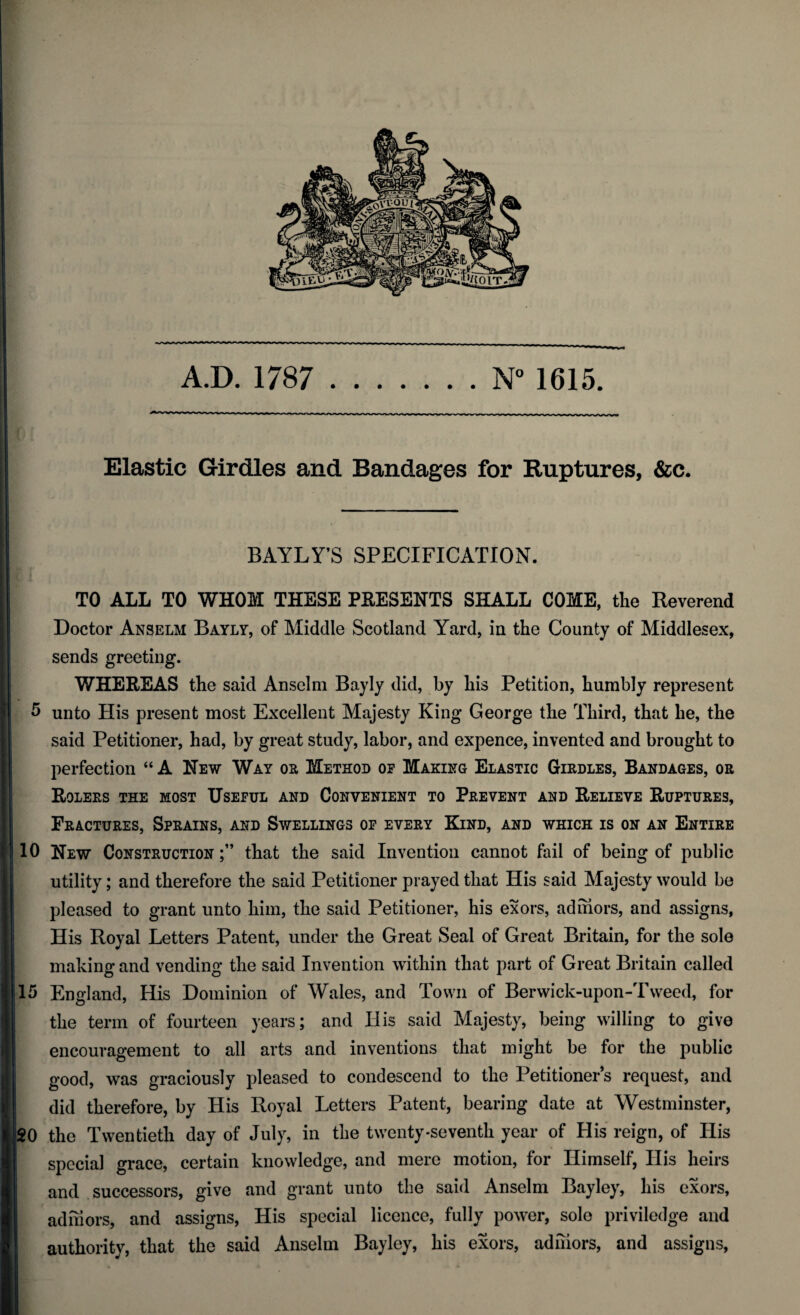 DIEU · ET · MON · DROIT
A.D. 1787 . . . . . . . N° 1615.
Elastic Girdles and Bandages for Ruptures, &c.
BAYLY'S SPECIFICATION.
TO ALL TO WHOM THESE PRESENTS SHALL COME, the Reverend
Doctor Anselm Bayly, of Middle Scotland Yard, in the County of Middlesex,
sends greeting.
WHEREAS the said Anselm Bayly did, by his Petition, humbly represent
5 unto His present most Excellent Majesty King George the Third, that he, the
said Petitioner, had, by great study, labor, and expence, invented and brought to
perfection “ A New Way or Method of Making Elastic Girdles, Bandages, or
Rolers the most Useful and Convenient to Prevent and Relieve Ruptures,
Fractures, Sprains, and Swellings of every Kind, and which is on an Entire
10 New Construction ;” that the said Invention cannot fail of being of public
utility ; and therefore the said Petitioner prayed that His said Majesty would be
pleased to grant unto him, the said Petitioner, his exõrs, admõrs, and assigns,
His Royal Letters Patent, under the Great Seal of Great Britain, for the sole
making and vending the said Invention within that part of Great Britain called
15 England, His Dominion of Wales, and Town of Berwick-upon-Tweed, for
the term of fourteen years ; and His said Majesty, being willing to give
encouragement to all arts and inventions that might be for the public
good, was graciously pleased to condescend to the Petitioner's request, and
did therefore, by His Royal Letters Patent, bearing date at Westminster,
20 the Twentieth day of July, in the twenty-seventh year of His reign, of His
special grace, certain knowledge, and mere motion, for Himself, His heirs
and successors, give and grant unto the said Anselm Bayley, his exõrs,
admõrs, and assigns, His special licence, fully power, sole priviledge and
authority, that the said Anselm Bayley, his exõrs, admõrs, and assigns,